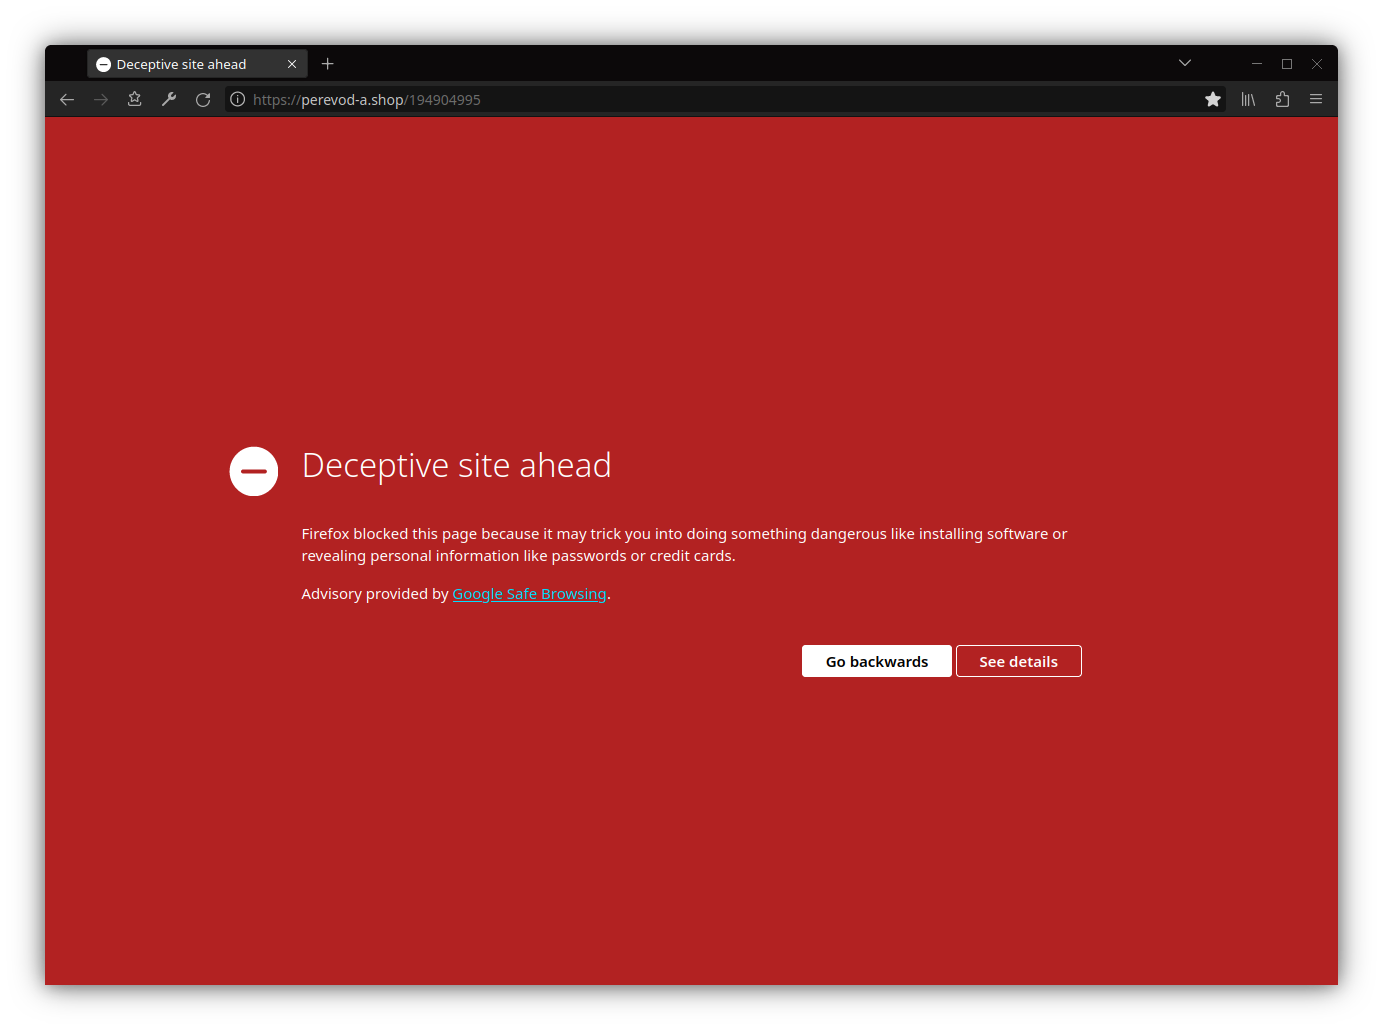 Deceptive site ahead
https://perevod-a.shop/194904995
Deceptive site ahead
Firefox blocked this page because it may trick you into doing something dangerous like installing software or
revealing personal information like passwords or credit cards.
Advisory provided by Google Safe Browsing.
Go backwards See details